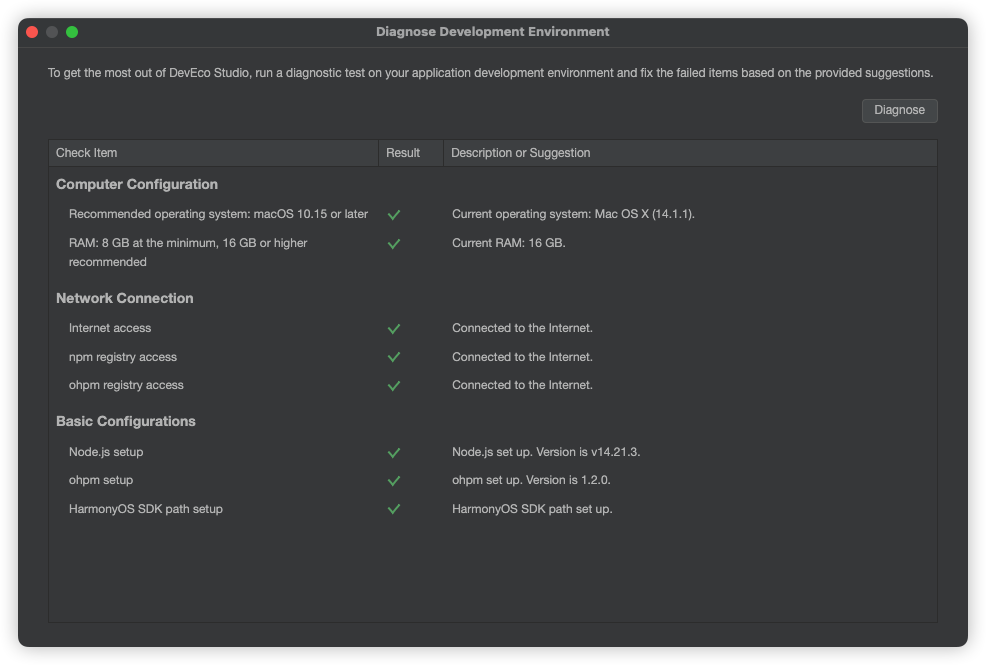 Diagnose Development Environment
To get the most out of DevEco Studio, run a diagnostic test on your application development environment and fix the failed items based on the provided suggestions.
Diagnose
Check Item Result Description or Suggestion
Computer Configuration
Recommended operating system: macOS 10.15 or later Current operating system: Mac OS X (14.1.1).
RAM: 8 GB at the minimum, 16 GB or higher Current RAM: 16 GB.
recommended
Network Connection
Internet access Connected to the Internet.
npm registry access Connected to the Internet.
ohpm registry access Connected to the Internet.
Basic Configurations
Node.js setup Node.js set up. Version is v14.21.3.
ohpm setup ohpm set up. Version is 1.2.0.
HarmonyOS SDK path setup HarmonyOS SDK path set up.